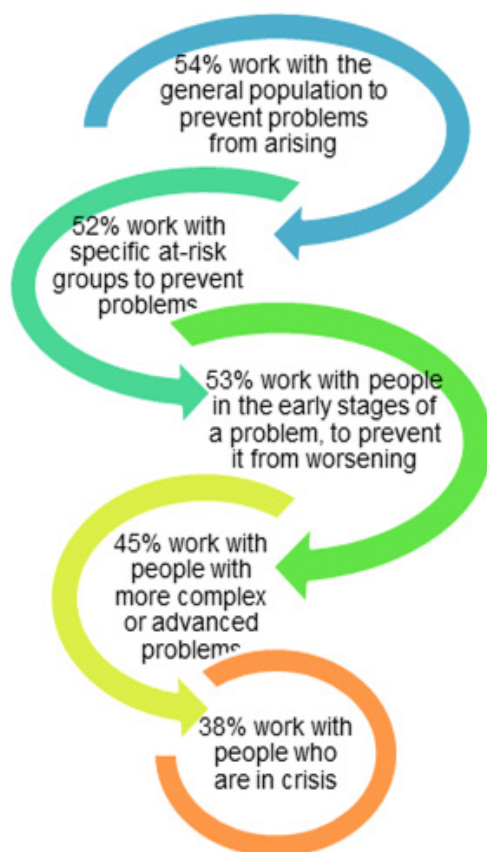 54% work with the
general population to
prevent problems
from arising
52% work with
specific at-risk
groups to prevent
problems
53% work with people
in the early stages of
a problem, to prevent
it from worsening
45% work with
people with
more complex
or advanced
problems
38% work with
people who
are in crisis